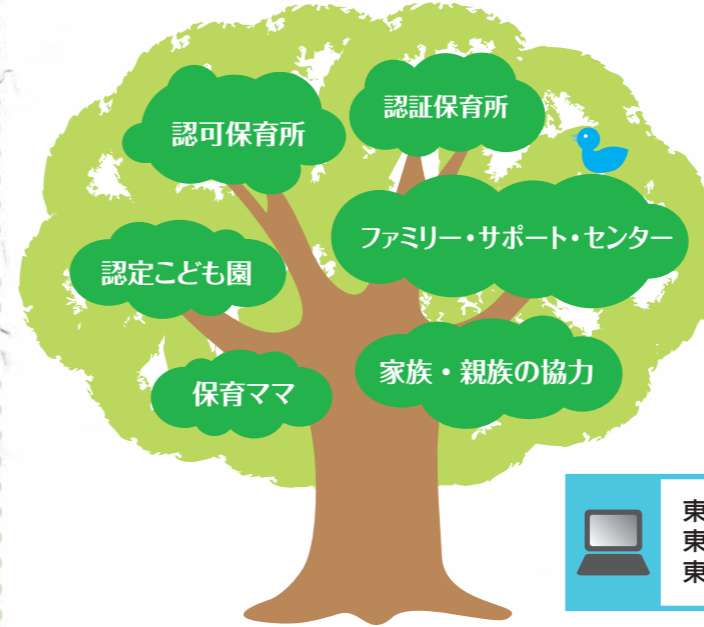 認可保育所
認証保育所
ファミリー・サポート・センター
認定こども園
家族・親族の協力
保育ママ
東
東
東